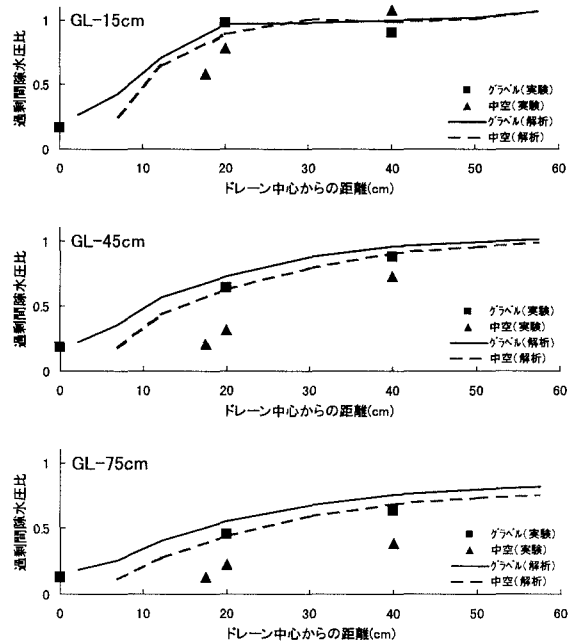 GL-15cm
過剰間隙水圧比
1
0.5
0
■ グラベル(実験)
▲ 中空(実験)
グラベル(解析)
中空(解析)
0 10 20 30 40 50 60
ドレーン中心からの距離(cm)
GL-45cm
過剰間隙水圧比
1
0.5
0
■ グラベル(実験)
▲ 中空(実験)
グラベル(解析)
中空(解析)
0 10 20 30 40 50 60
ドレーン中心からの距離(cm)
GL-75cm
過剰間隙水圧比
1
0.5
0
■ グラベル(実験)
▲ 中空(実験)
グラベル(解析)
中空(解析)
0 10 20 30 40 50 60
ドレーン中心からの距離(cm)